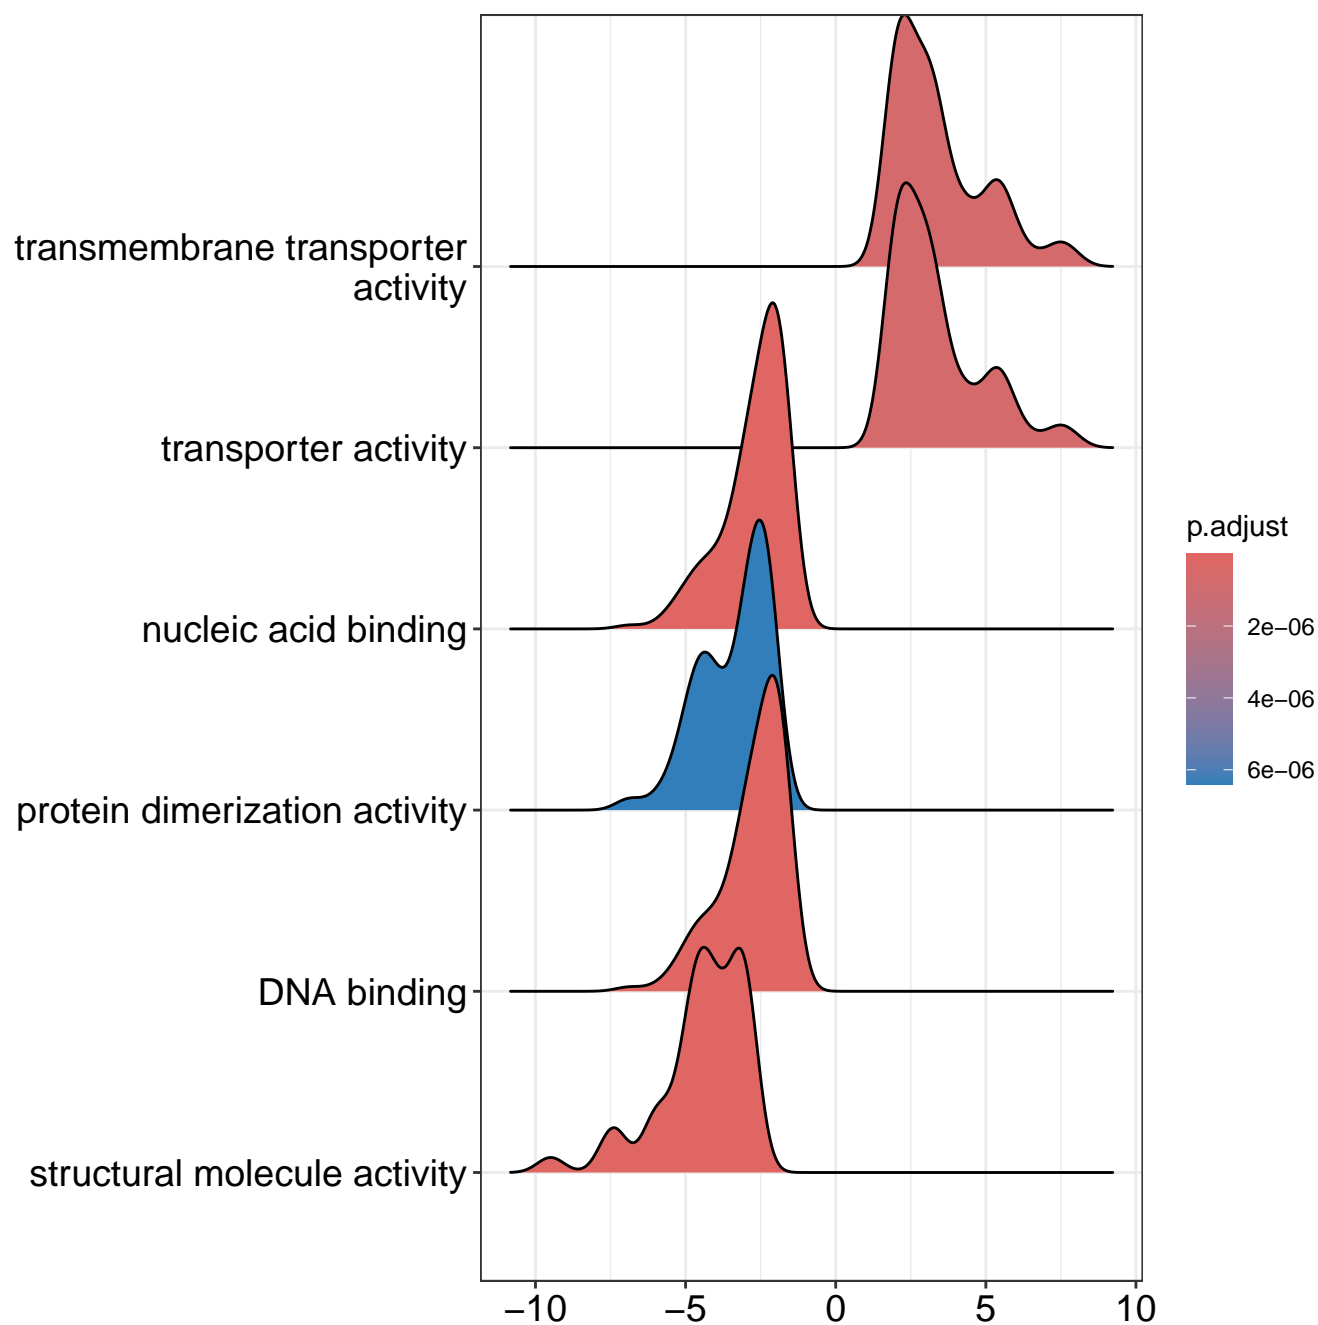 transmembrane transporter
activity
transporter activity
nucleic acid binding
protein dimerization activity
DNA binding
structural molecule activity
−10
−5
0
5
10
p.adjust
2e−06
4e−06
6e−06